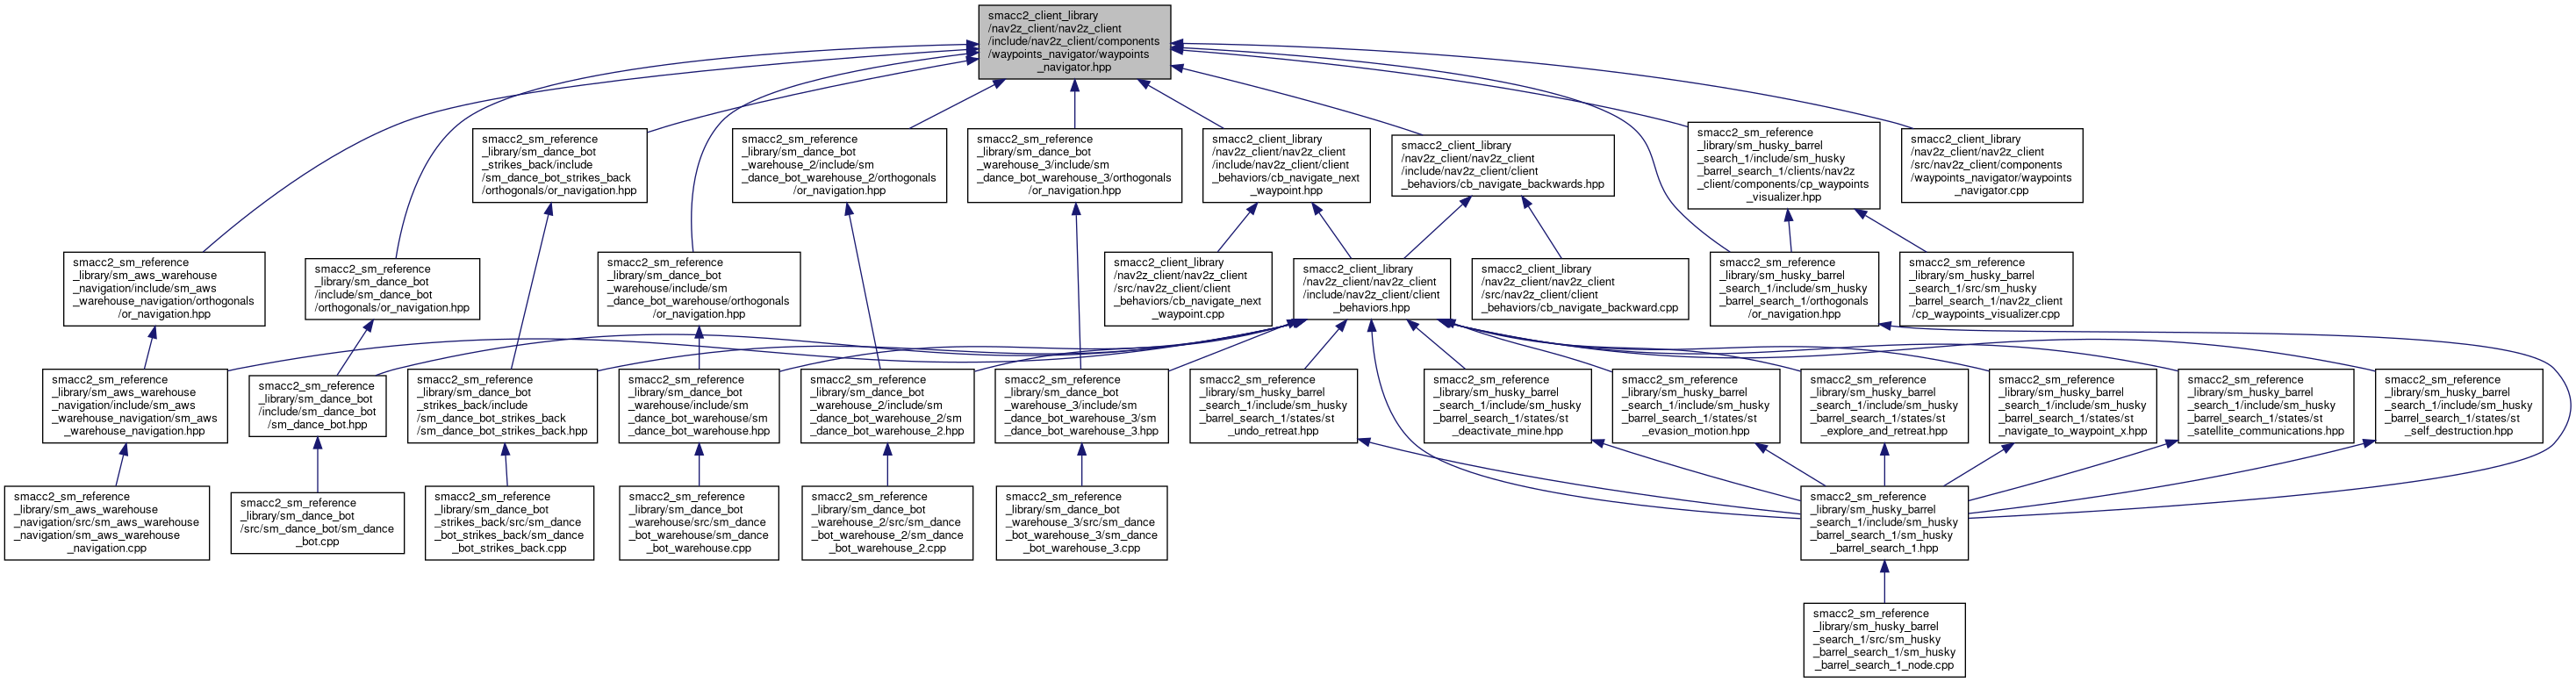 smacc2_client_library
/nav2z_client/nav2z_client
/include/nav2z_client/components
/waypoints_navigator/waypoints
_navigator.hpp
smacc2_sm_reference
_library/sm_dance_bot
_strikes_back/include
/sm_dance_bot_strikes_back
/orthogonals/or_navigation.hpp
smacc2_sm_reference
_library/sm_dance_bot
_warehouse_2/include/sm
_dance_bot_warehouse_2/orthogonals
/or_navigation.hpp
smacc2_sm_reference
_library/sm_dance_bot
_warehouse_3/include/sm
_dance_bot_warehouse_3/orthogonals
/or_navigation.hpp
smacc2_client_library
/nav2z_client/nav2z_client
/include/nav2z_client/client
_behaviors/cb_navigate_next
_waypoint.hpp
smacc2_client_library
/nav2z_client/nav2z_client
/include/nav2z_client/client
_behaviors/cb_navigate_backwards.hpp
smacc2_sm_reference
_library/sm_husky_barrel
_search_1/include/sm_husky
_barrel_search_1/clients/nav2z
_client/components/cp_waypoints
_visualizer.hpp
smacc2_client_library
/nav2z_client/nav2z_client
/src/nav2z_client/components
/waypoints_navigator/waypoints
_navigator.cpp
smacc2_sm_reference
_library/sm_aws_warehouse
_navigation/include/sm_aws
_warehouse_navigation/orthogonals
/or_navigation.hpp
smacc2_sm_reference
_library/sm_dance_bot
/include/sm_dance_bot
/orthogonals/or_navigation.hpp
smacc2_sm_reference
_library/sm_dance_bot
_warehouse/include/sm
_dance_bot_warehouse/orthogonals
/or_navigation.hpp
smacc2_client_library
/nav2z_client/nav2z_client
/src/nav2z_client/client
_behaviors/cb_navigate_next
_waypoint.cpp
smacc2_client_library
/nav2z_client/nav2z_client
/include/nav2z_client/client
_behaviors.hpp
smacc2_client_library
/nav2z_client/nav2z_client
/src/nav2z_client/client
_behaviors/cb_navigate_backward.cpp
smacc2_sm_reference
_library/sm_husky_barrel
_search_1/include/sm_husky
_barrel_search_1/orthogonals
/or_navigation.hpp
smacc2_sm_reference
_library/sm_husky_barrel
_search_1/src/sm_husky
_barrel_search_1/nav2z_client
/cp_waypoints_visualizer.cpp
smacc2_sm_reference
_library/sm_aws_warehouse
_navigation/include/sm_aws
_warehouse_navigation/sm_aws
_warehouse_navigation.hpp
smacc2_sm_reference
_library/sm_dance_bot
/include/sm_dance_bot
/sm_dance_bot.hpp
smacc2_sm_reference
_library/sm_dance_bot
_strikes_back/include
/sm_dance_bot_strikes_back
/sm_dance_bot_strikes_back.hpp
smacc2_sm_reference
_library/sm_dance_bot
_warehouse/include/sm
_dance_bot_warehouse/sm
_dance_bot_warehouse.hpp
smacc2_sm_reference
_library/sm_dance_bot
_warehouse_2/include/sm
_dance_bot_warehouse_2/sm
_dance_bot_warehouse_2.hpp
smacc2_sm_reference
_library/sm_dance_bot
_warehouse_3/include/sm
_dance_bot_warehouse_3/sm
_dance_bot_warehouse_3.hpp
smacc2_sm_reference
_library/sm_husky_barrel
_search_1/include/sm_husky
_barrel_search_1/states/st
_undo_retreat.hpp
smacc2_sm_reference
_library/sm_husky_barrel
_search_1/include/sm_husky
_barrel_search_1/states/st
_deactivate_mine.hpp
smacc2_sm_reference
_library/sm_husky_barrel
_search_1/include/sm_husky
_barrel_search_1/states/st
_evasion_motion.hpp
smacc2_sm_reference
_library/sm_husky_barrel
_search_1/include/sm_husky
_barrel_search_1/states/st
_explore_and_retreat.hpp
smacc2_sm_reference
_library/sm_husky_barrel
_search_1/include/sm_husky
_barrel_search_1/states/st
_navigate_to_waypoint_x.hpp
smacc2_sm_reference
_library/sm_husky_barrel
_search_1/include/sm_husky
_barrel_search_1/states/st
_satellite_communications.hpp
smacc2_sm_reference
_library/sm_husky_barrel
_search_1/include/sm_husky
_barrel_search_1/states/st
_self_destruction.hpp
smacc2_sm_reference
_library/sm_aws_warehouse
_navigation/src/sm_aws_warehouse
_navigation/sm_aws_warehouse
_navigation.cpp
smacc2_sm_reference
_library/sm_dance_bot
/src/sm_dance_bot/sm_dance
_bot.cpp
smacc2_sm_reference
_library/sm_dance_bot
_strikes_back/src/sm_dance
_bot_strikes_back/sm_dance
_bot_strikes_back.cpp
smacc2_sm_reference
_library/sm_dance_bot
_warehouse/src/sm_dance
_bot_warehouse/sm_dance
_bot_warehouse.cpp
smacc2_sm_reference
_library/sm_dance_bot
_warehouse_2/src/sm_dance
_bot_warehouse_2/sm_dance
_bot_warehouse_2.cpp
smacc2_sm_reference
_library/sm_dance_bot
_warehouse_3/src/sm_dance
_bot_warehouse_3/sm_dance
_bot_warehouse_3.cpp
smacc2_sm_reference
_library/sm_husky_barrel
_search_1/include/sm_husky
_barrel_search_1/sm_husky
_barrel_search_1.hpp
smacc2_sm_reference
_library/sm_husky_barrel
_search_1/src/sm_husky
_barrel_search_1/sm_husky
_barrel_search_1_node.cpp